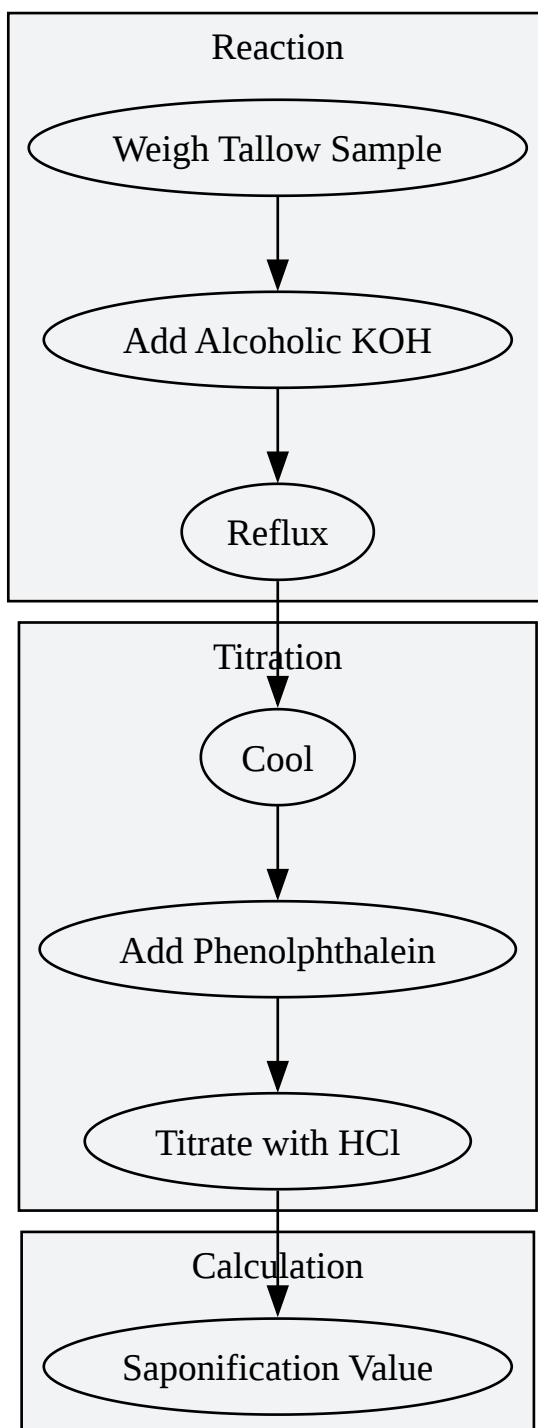 Reaction
Weigh Tallow Sample
Add Alcoholic KOH
Reflux
Titration
Cool
Add Phenolphthalein
Titrate with HCl
Calculation
Saponification Value